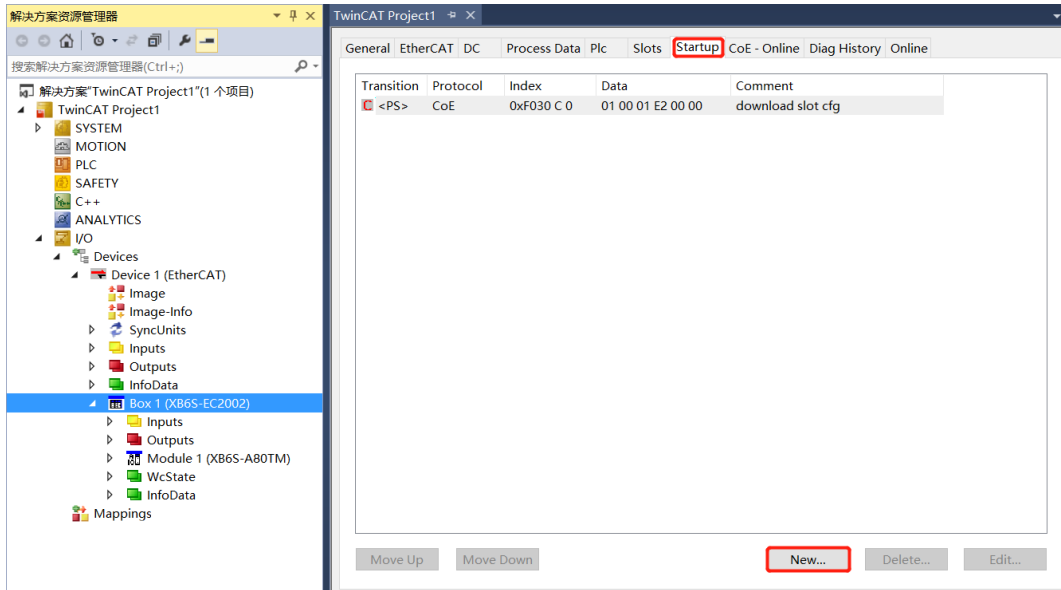 解决方案资源管理器
搜索解决方案资源管理器(Ctrl+;)
解决方案"TwinCAT Project1"(1 个项目)
TwinCAT Project1
SYSTEM
MOTION
PLC
SAFETY
C++
ANALYTICS
I/O
Devices
Device 1 (EtherCAT)
Image
Image-Info
SyncUnits
Inputs
Outputs
InfoData
Box 1 (XB6S-EC2002)
Inputs
Outputs
Module 1 (XB6S-A80TM)
WcState
InfoData
Mappings
TwinCAT Project1
General EtherCAT DC Process Data Plc Slots Startup CoE - Online Diag History Online
Transition Protocol Index Data Comment
C <PS> CoE 0xF030 C 0 01 00 01 E2 00 00 download slot cfg
Move Up Move Down New... Delete... Edit...